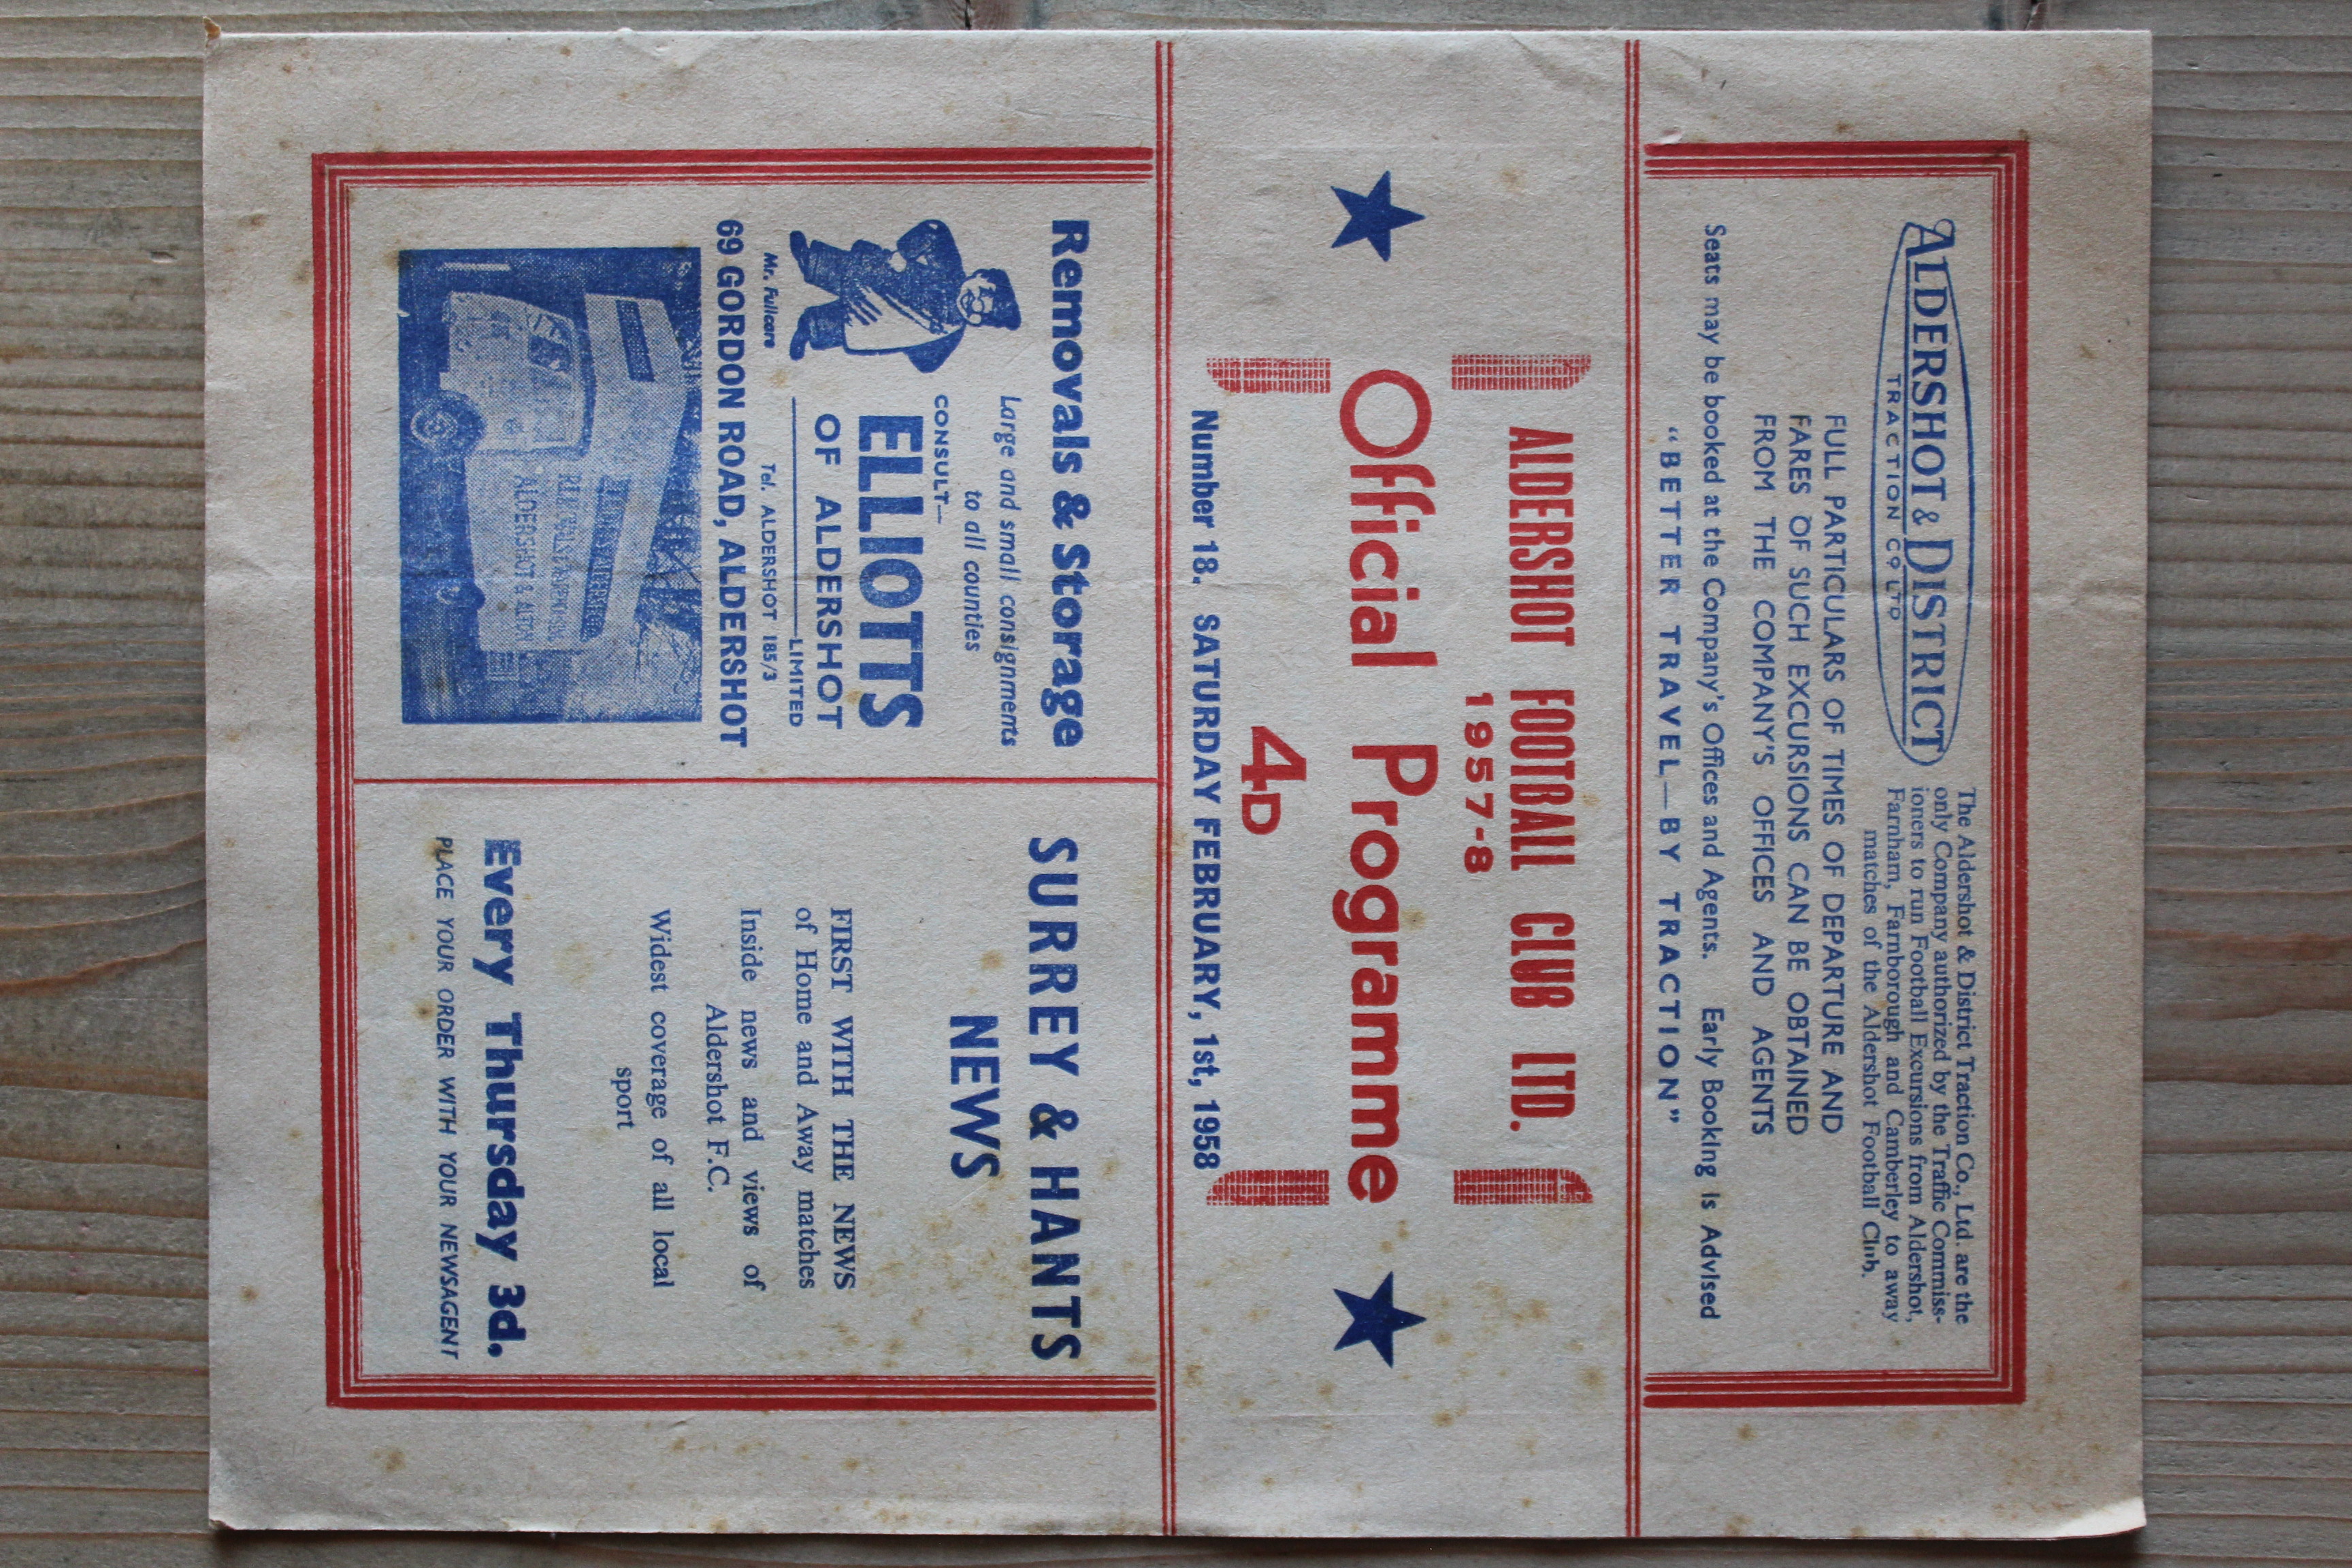 ALDERSHOT & DISTRICT
TRACTION CO LTD
The Aldershot & District Traction Co., Ltd. are the
only Company authorized by the Traffic Commiss-
ioners to run Football Excursions from Aldershot,
Farnham, Farnborough and Camberley to away
matches of the Aldershot Football Club.
FULL PARTICULARS OF TIMES OF DEPARTURE AND
FARES OF SUCH EXCURSIONS CAN BE OBTAINED
FROM THE COMPANY'S OFFICES AND AGENTS
Seats may be booked at the Company's Offices and Agents. Early Booking is Advised
"BETTER TRAVEL—BY TRACTION"
ALDERSHOT FOOTBALL CLUB LTD.
1957-8
Official Programme
4D
Number 18. SATURDAY FEBRUARY, 1st, 1958
Removals & Storage
Large and small consignments
to all counties
CONSULT—
ELLIOTTS
OF ALDERSHOT
LIMITED
Mr. Fullcare
Tel. ALDERSHOT 185/3
69 GORDON ROAD, ALDERSHOT
ALDERSHOT &
SURREY & HANTS
NEWS
FIRST WITH THE NEWS
of Home and Away matches
Inside news and views of
Aldershot F.C.
Widest coverage of all local
sport
Every Thursday 3d.
PLACE YOUR ORDER WITH YOUR NEWSAGENT